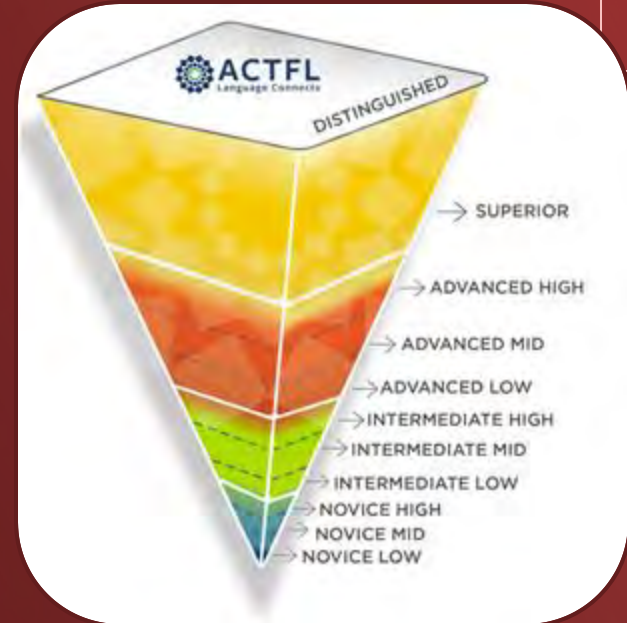 ACTFL
Language Connects
DISTINGUISHED
SUPERIOR
ADVANCED HIGH
ADVANCED MID
ADVANCED LOW
INTERMEDIATE HIGH
INTERMEDIATE MID
INTERMEDIATE LOW
NOVICE HIGH
NOVICE MID
NOVICE LOW